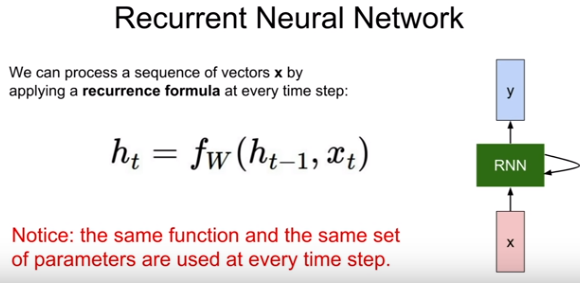 Recurrent Neural Network
We can process a sequence of vectors x by
applying a recurrence formula at every time step:
h_t = f_W(h_{t-1}, x_t)
Notice: the same function and the same set
of parameters are used at every time step.
y
RNN
x